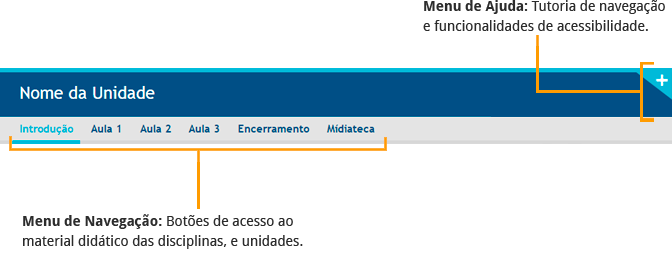 Menu de Ajuda: Tutoria de navegação
e funcionalidades de acessibilidade.
+
Nome da Unidade
Introdução Aula 1 Aula 2 Aula 3 Encerramento Midiateca
Menu de Navegação: Botões de acesso ao
material didático das disciplinas, e unidades.